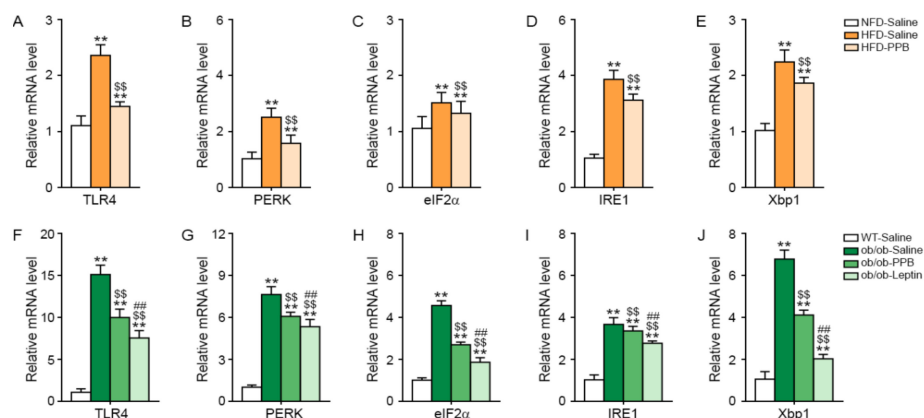 A
Relative mRNA level
3
2
1
0
**
$$
**
TLR4
B
Relative mRNA level
6
4
2
0
**
$$
**
PERK
C
Relative mRNA level
3
2
1
0
**
$$
**
eIF2α
D
Relative mRNA level
6
4
2
0
**
$$
**
IRE1
E
Relative mRNA level
3
2
1
0
**
$$
**
Xbp1
NFD-Saline
HFD-Saline
HFD-PPB
F
Relative mRNA level
20
15
10
5
0
**
$$
**
##
$$
**
TLR4
G
Relative mRNA level
12
9
6
3
0
**
$$
**
##
$$
**
PERK
H
Relative mRNA level
8
6
4
2
0
**
$$
**
##
$$
**
eIF2α
I
Relative mRNA level
8
6
4
2
0
**
$$
**
##
$$
**
IRE1
J
Relative mRNA level
8
6
4
2
0
**
$$
**
##
$$
**
Xbp1
WT-Saline
ob/ob-Saline
ob/ob-PPB
ob/ob-Leptin